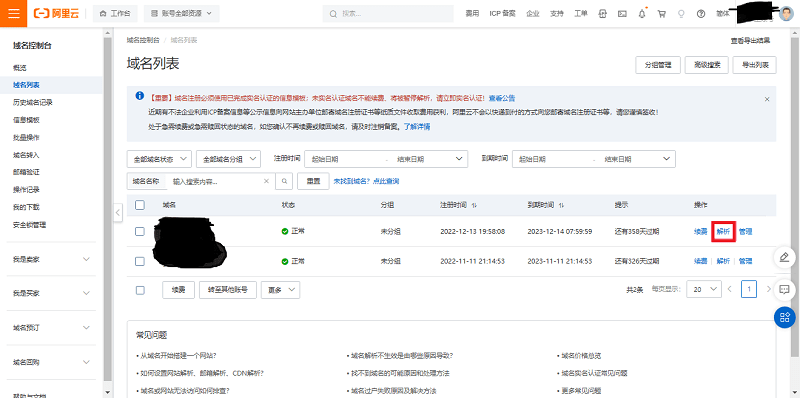 阿里云
工作台
账号全部资源
搜索...
费用 ICP 备案 企业 支持 工单
简体
域名控制台
概览
域名列表
历史域名记录
信息模板
批量操作
域名转入
邮箱验证
操作记录
我的下载
安全锁管理
我是卖家
我是买家
域名预订
域名回购
帮助与文档
域名控制台 / 域名列表
查看导出结果
域名列表
分组管理 高级搜索 导出列表
【重要】域名注册必须使用已完成实名认证的信息模板；未实名认证域名不能续费、将被暂停解析，请立即实名认证！查看公告
近期有不法企业利用ICP备案信息等公示信息向网站主办单位邮寄域名注册证书等纸质文件收取费用获利，阿里云不会以快递到付的方式向您邮寄域名注册证书等，请您谨慎签收！
处于急需续费或急需赎回状态的域名，如您确认不再续费或赎回域名，请及时注销备案。了解详情
全部域名状态 全部域名分组 注册时间 起始日期 - 结束日期 到期时间 起始日期 - 结束日期
域名名称 输入搜索内容... 重置 未找到域名？点此查询
域名 状态 分组 注册时间 到期时间 提示 操作
正常 未分组 2022-12-13 19:58:08 2023-12-14 07:59:59 还有358天过期 续费 解析 管理
正常 未分组 2022-11-11 21:14:53 2023-11-11 21:14:53 还有326天过期 续费 解析 管理
续费 转至其他账号 更多 共2条 每页显示： 20 1
常见问题
• 从域名开始搭建一个网站？ • 域名解析不生效是由哪些原因导致？ • 域名价格总览
• 如何设置网站解析、邮箱解析、CDN解析？ • 找不到域名的可能原因和处理方法 • 域名实名认证常见问题
• 域名或网站无法访问如何排查？ • 域名过户失败原因及解决方法 • 更多常见问题